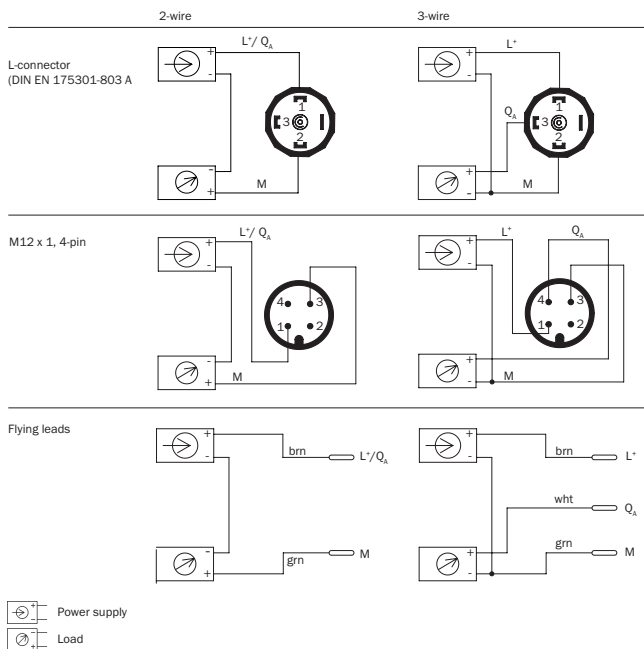 2-wire 3-wire
L-connector
(DIN EN 175301-803 A
L⁺/ Q_A
+
-
1
3
2
-
+
M
L⁺
+
-
Q_A
1
3
2
+
-
M
M12 x 1, 4-pin
L⁺/ Q_A
+
-
4 3
1 2
-
+
M
L⁺ Q_A
+
-
4 3
1 2
+
-
M
Flying leads
+
-
brn L⁺/Q_A
-
+
grn M
+
-
brn L⁺
wht Q_A
+
-
grn M
+
-
Power supply
-
+
Load